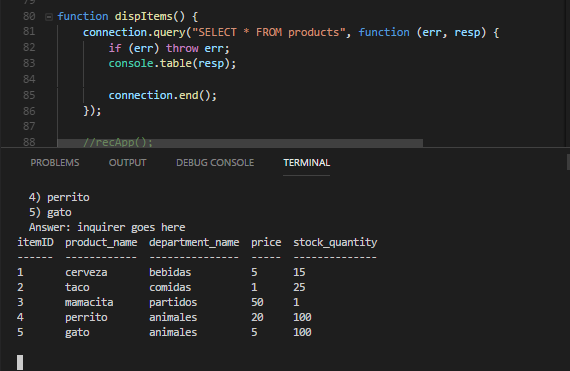 80 function dispItems() {
81 connection.query("SELECT * FROM products", function (err, resp) {
82 if (err) throw err;
83 console.table(resp);
84
85 connection.end();
86 });
87
88 //recApp();
PROBLEMS OUTPUT DEBUG CONSOLE TERMINAL
4) perrito
5) gato
Answer: inquirer goes here
itemID product_name department_name price stock_quantity
------ ------------ --------------- ----- --------------
1 cerveza bebidas 5 15
2 taco comidas 1 25
3 mamacita partidos 50 1
4 perrito animales 20 100
5 gato animales 5 100